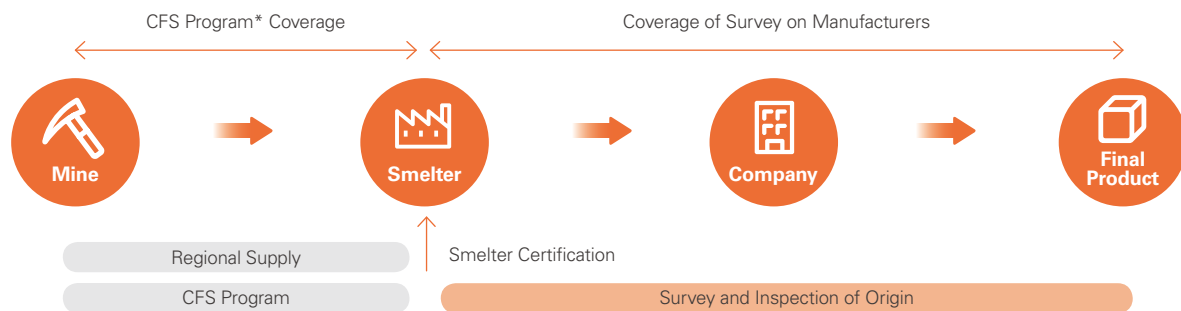 CFS Program* Coverage
Coverage of Survey on Manufacturers
Mine
Smelter
Company
Final
Product
Regional Supply
Smelter Certification
CFS Program
Survey and Inspection of Origin